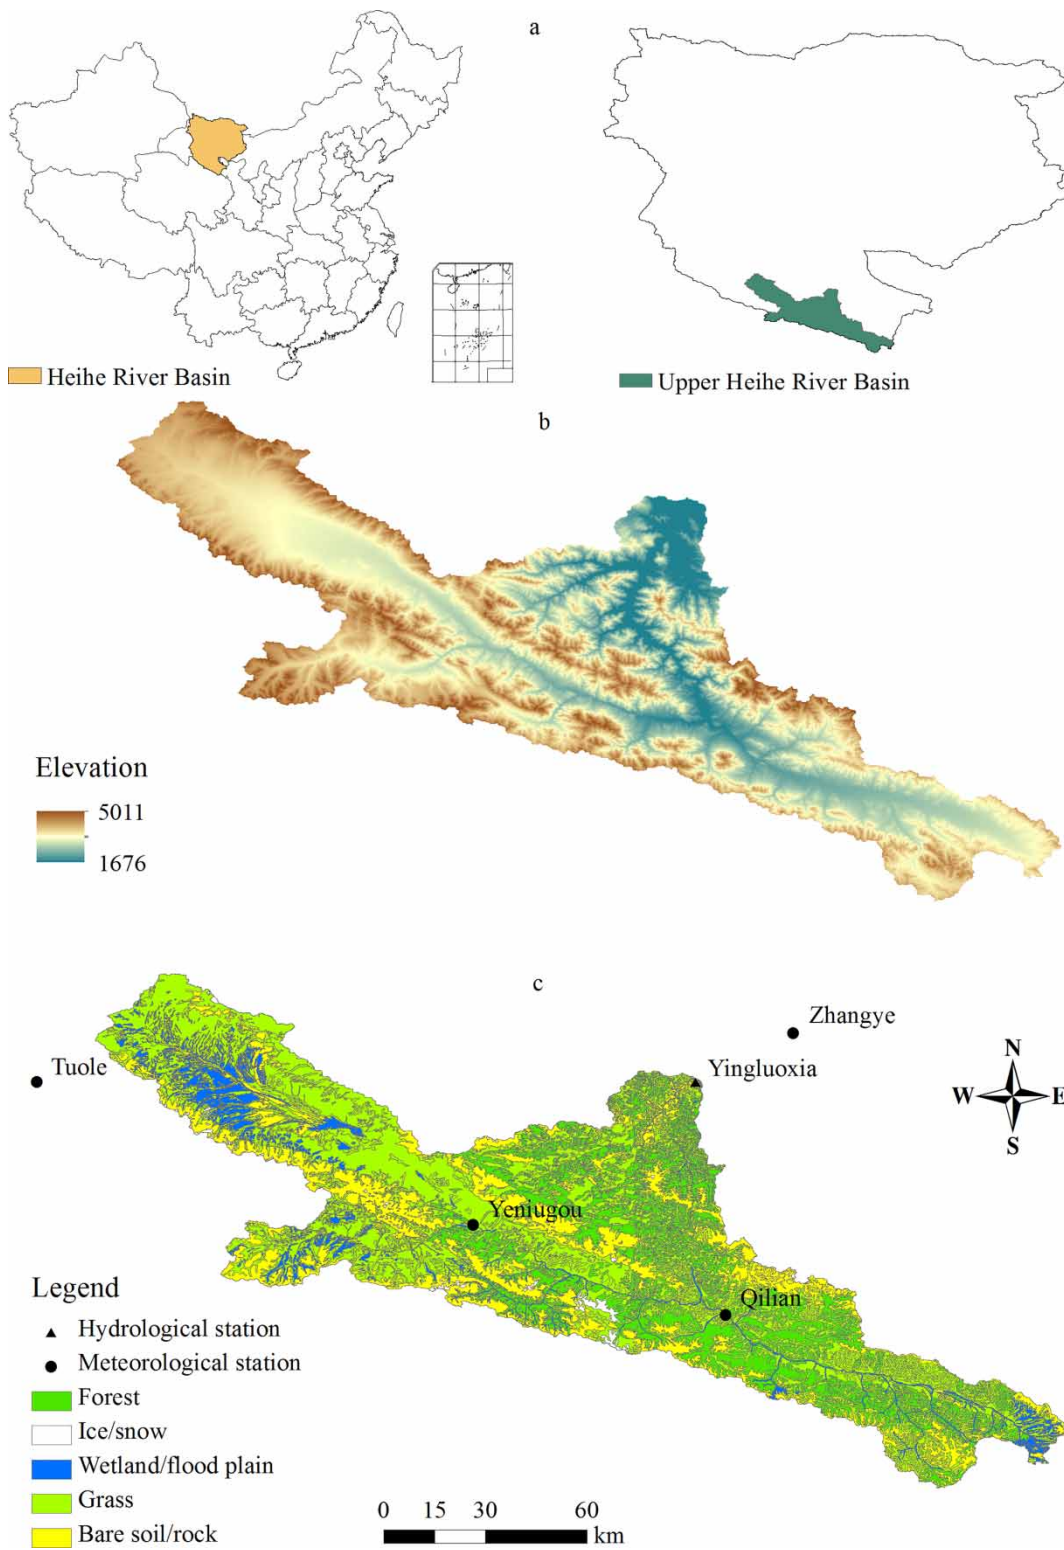 a
Heihe River Basin
Upper Heihe River Basin
b
Elevation
5011
1676
c
Zhangye
Tuole
Yingluoxia
N
W E
S
Yeniugou
Qilian
Legend
Hydrological station
Meteorological station
Forest
Ice/snow
Wetland/flood plain
Grass
Bare soil/rock
0 15 30 60
km